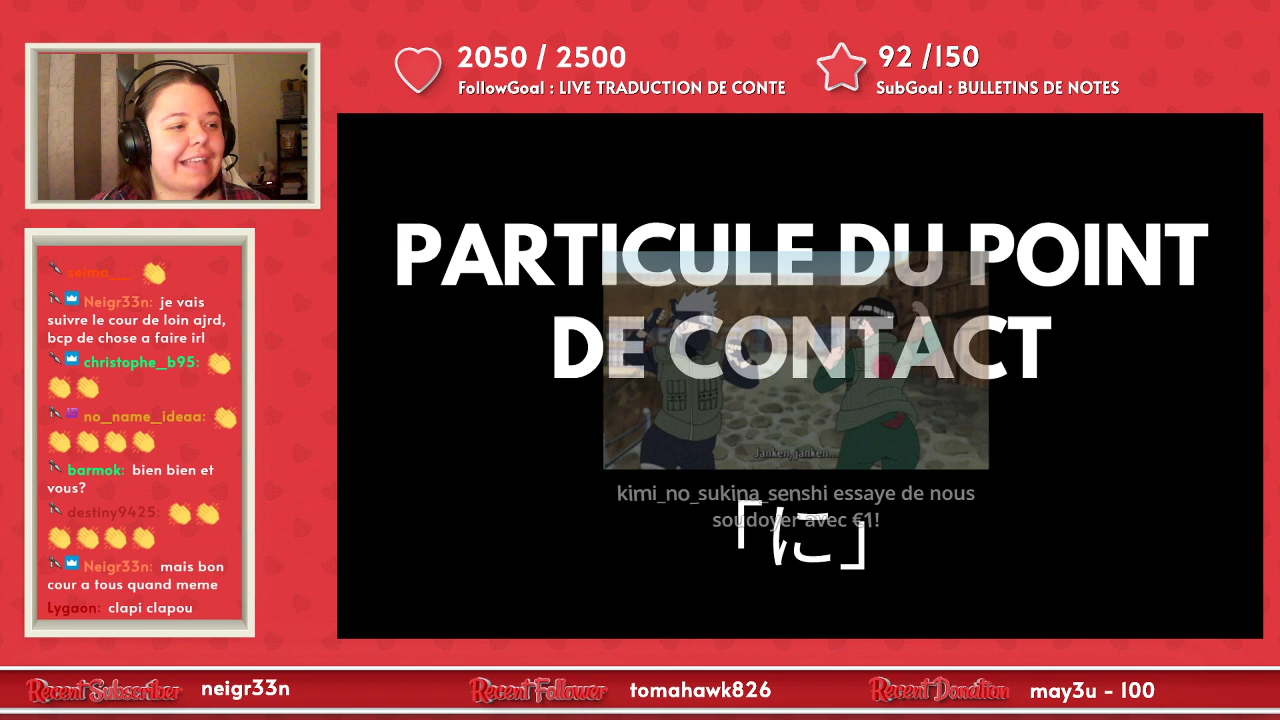 2050 / 2500
FollowGoal : LIVE TRADUCTION DE CONTE
92 /150
SubGoal : BULLETINS DE NOTES
PARTICULE DU POINT
DE CONTACT
Janken, janken...
kimi_no_sukina_senshi essaye de nous
soudoyer avec €1!
「に」
selma___:
Neigr33n: je vais
suivre le cour de loin ajrd,
bcp de chose a faire irl
christophe_b95:
no_name_ideaa:
barmok: bien bien et
vous?
destiny9425:
Neigr33n: mais bon
cour a tous quand meme
Lygaon: clapi clapou
Recent Subscriber
neigr33n
Recent Follower
tomahawk826
Recent Donation
may3u - 100